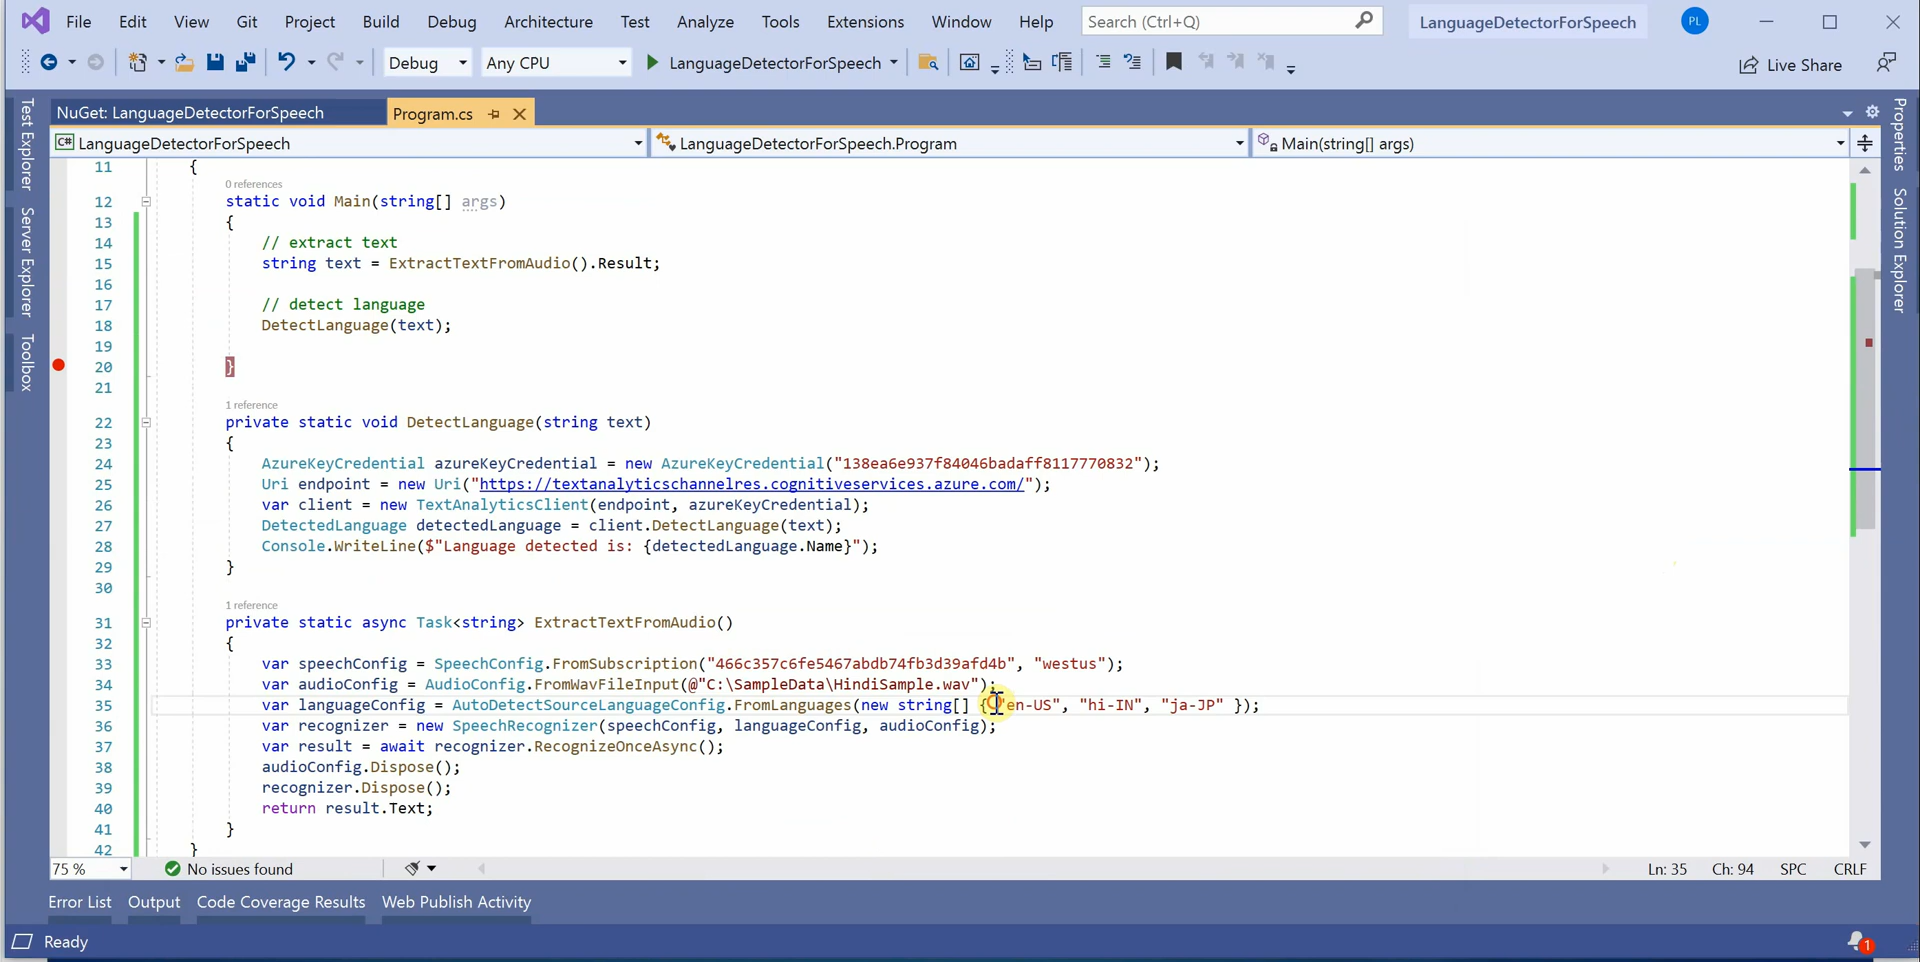 File Edit View Git Project Build Debug Architecture Test Analyze Tools Extensions Window Help Search (Ctrl+Q) LanguageDetectorForSpeech PL
Debug Any CPU LanguageDetectorForSpeech Live Share
NuGet: LanguageDetectorForSpeech Program.cs
C# LanguageDetectorForSpeech LanguageDetectorForSpeech.Program Main(string[] args)
Test Explorer
Server Explorer
Toolbox
Properties
Solution Explorer
11 {
0 references
12 static void Main(string[] args)
13 {
14 // extract text
15 string text = ExtractTextFromAudio().Result;
16
17 // detect language
18 DetectLanguage(text);
19
20 }
21
1 reference
22 private static void DetectLanguage(string text)
23 {
24 AzureKeyCredential azureKeyCredential = new AzureKeyCredential("138ea6e937f84046badaff8117770832");
25 Uri endpoint = new Uri("https://textanalyticschannelres.cognitiveservices.azure.com/");
26 var client = new TextAnalyticsClient(endpoint, azureKeyCredential);
27 DetectedLanguage detectedLanguage = client.DetectLanguage(text);
28 Console.WriteLine($"Language detected is: {detectedLanguage.Name}");
29 }
30
1 reference
31 private static async Task<string> ExtractTextFromAudio()
32 {
33 var speechConfig = SpeechConfig.FromSubscription("466c357c6fe5467abdb74fb3d39afd4b", "westus");
34 var audioConfig = AudioConfig.FromWavFileInput(@"C:\SampleData\HindiSample.wav");
35 var languageConfig = AutoDetectSourceLanguageConfig.FromLanguages(new string[] { "en-US", "hi-IN", "ja-JP" });
36 var recognizer = new SpeechRecognizer(speechConfig, languageConfig, audioConfig);
37 var result = await recognizer.RecognizeOnceAsync();
38 audioConfig.Dispose();
39 recognizer.Dispose();
40 return result.Text;
41 }
42 }
75 % No issues found Ln: 35 Ch: 94 SPC CRLF
Error List Output Code Coverage Results Web Publish Activity
Ready 1